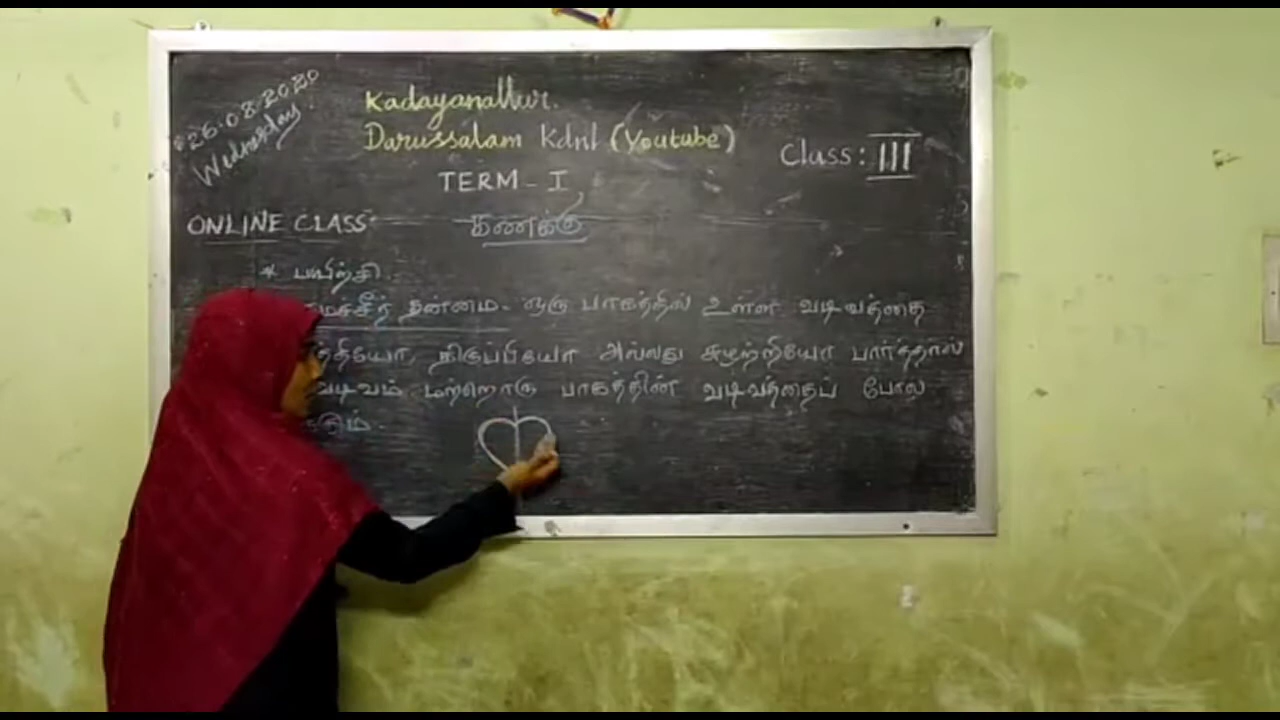 26.08.2020
Wednesday
Kadayanallur.
Darussalam Kdnl (Youtube)
Class: III
TERM - I
ONLINE CLASS
கணக்கு
* பயிற்சி.
தன்மை - ஒரு பாகத்தில் உள்ள வடிவத்தை
திருப்பியோ அல்லது சுழற்றியோ பார்த்தால்
வடிவம் மற்றொரு பாகத்தின் வடிவத்தைப் போல